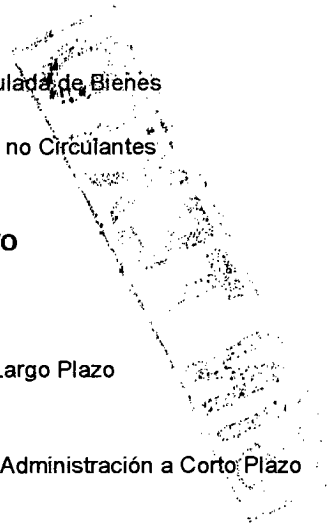 ulada de Bienes
no Circulantes
o
Largo Plazo
Administración a Corto Plazo